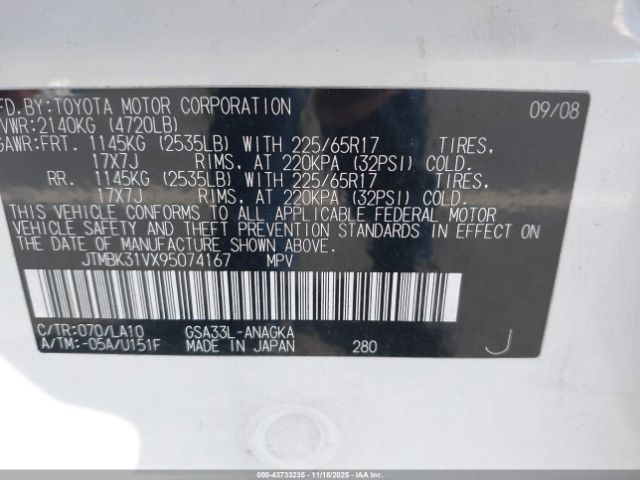 FD. BY: TOYOTA MOTOR CORPORATION 09/08
VWR: 2140KG (4720LB)
GAWR: FRT. 1145KG (2535LB) WITH 225/65R17 TIRES,
17X7J RIMS, AT 220KPA (32PSI) COLD.
RR. 1145KG (2535LB) WITH 225/65R17 TIRES,
17X7J RIMS, AT 220KPA (32PSI) COLD.
THIS VEHICLE CONFORMS TO ALL APPLICABLE FEDERAL MOTOR
VEHICLE SAFETY AND THEFT PREVENTION STANDARDS IN EFFECT ON
THE DATE OF MANUFACTURE SHOWN ABOVE.
JTMBK31VX95074167 MPV
C/TR:070/LA10 GSA33L-ANAGKA
A/TM:-05A/U151F MADE IN JAPAN 280 J
000-43733235 - 11/18/2025 - IAAI.COM